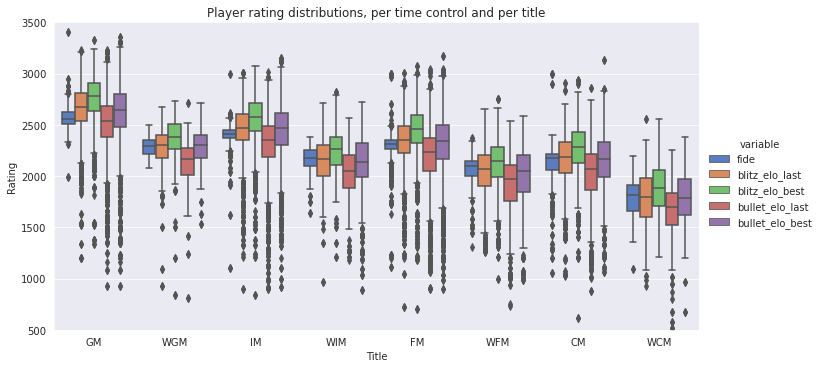 Player rating distributions, per time control and per title
3500
3000
2500
2000
1500
1000
500
Rating
GM
WGM
IM
WIM
FM
WFM
CM
WCM
Title
variable
fide
blitz_elo_last
blitz_elo_best
bullet_elo_last
bullet_elo_best